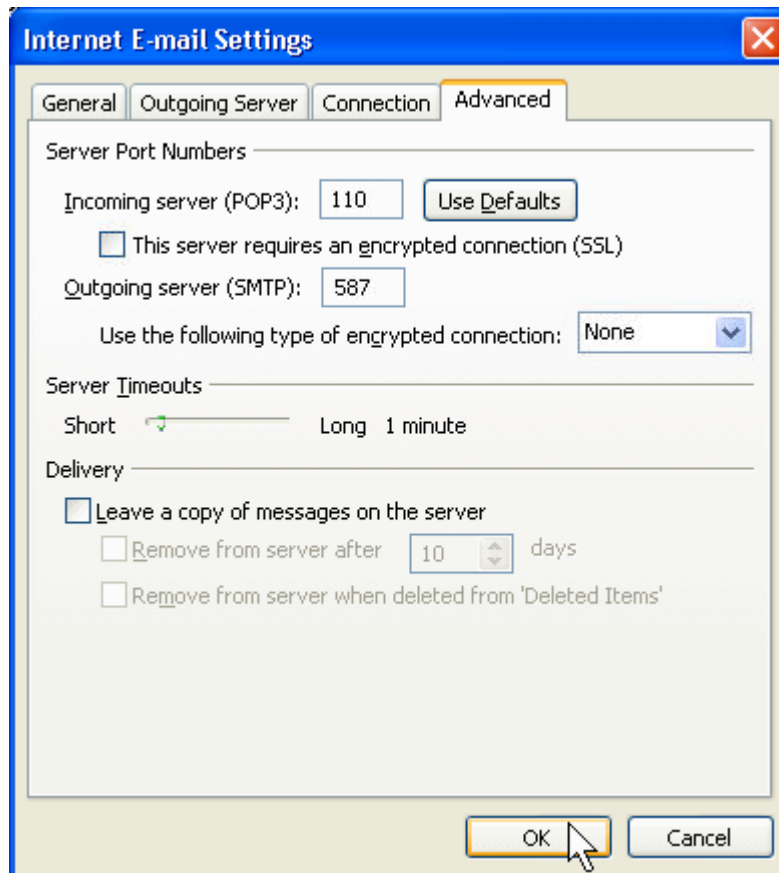 Internet E-mail Settings
General Outgoing Server Connection Advanced
Server Port Numbers
Incoming server (POP3): 110 Use Defaults
This server requires an encrypted connection (SSL)
Outgoing server (SMTP): 587
Use the following type of encrypted connection: None
Server Timeouts
Short Long 1 minute
Delivery
Leave a copy of messages on the server
Remove from server after 10 days
Remove from server when deleted from 'Deleted Items'
OK Cancel